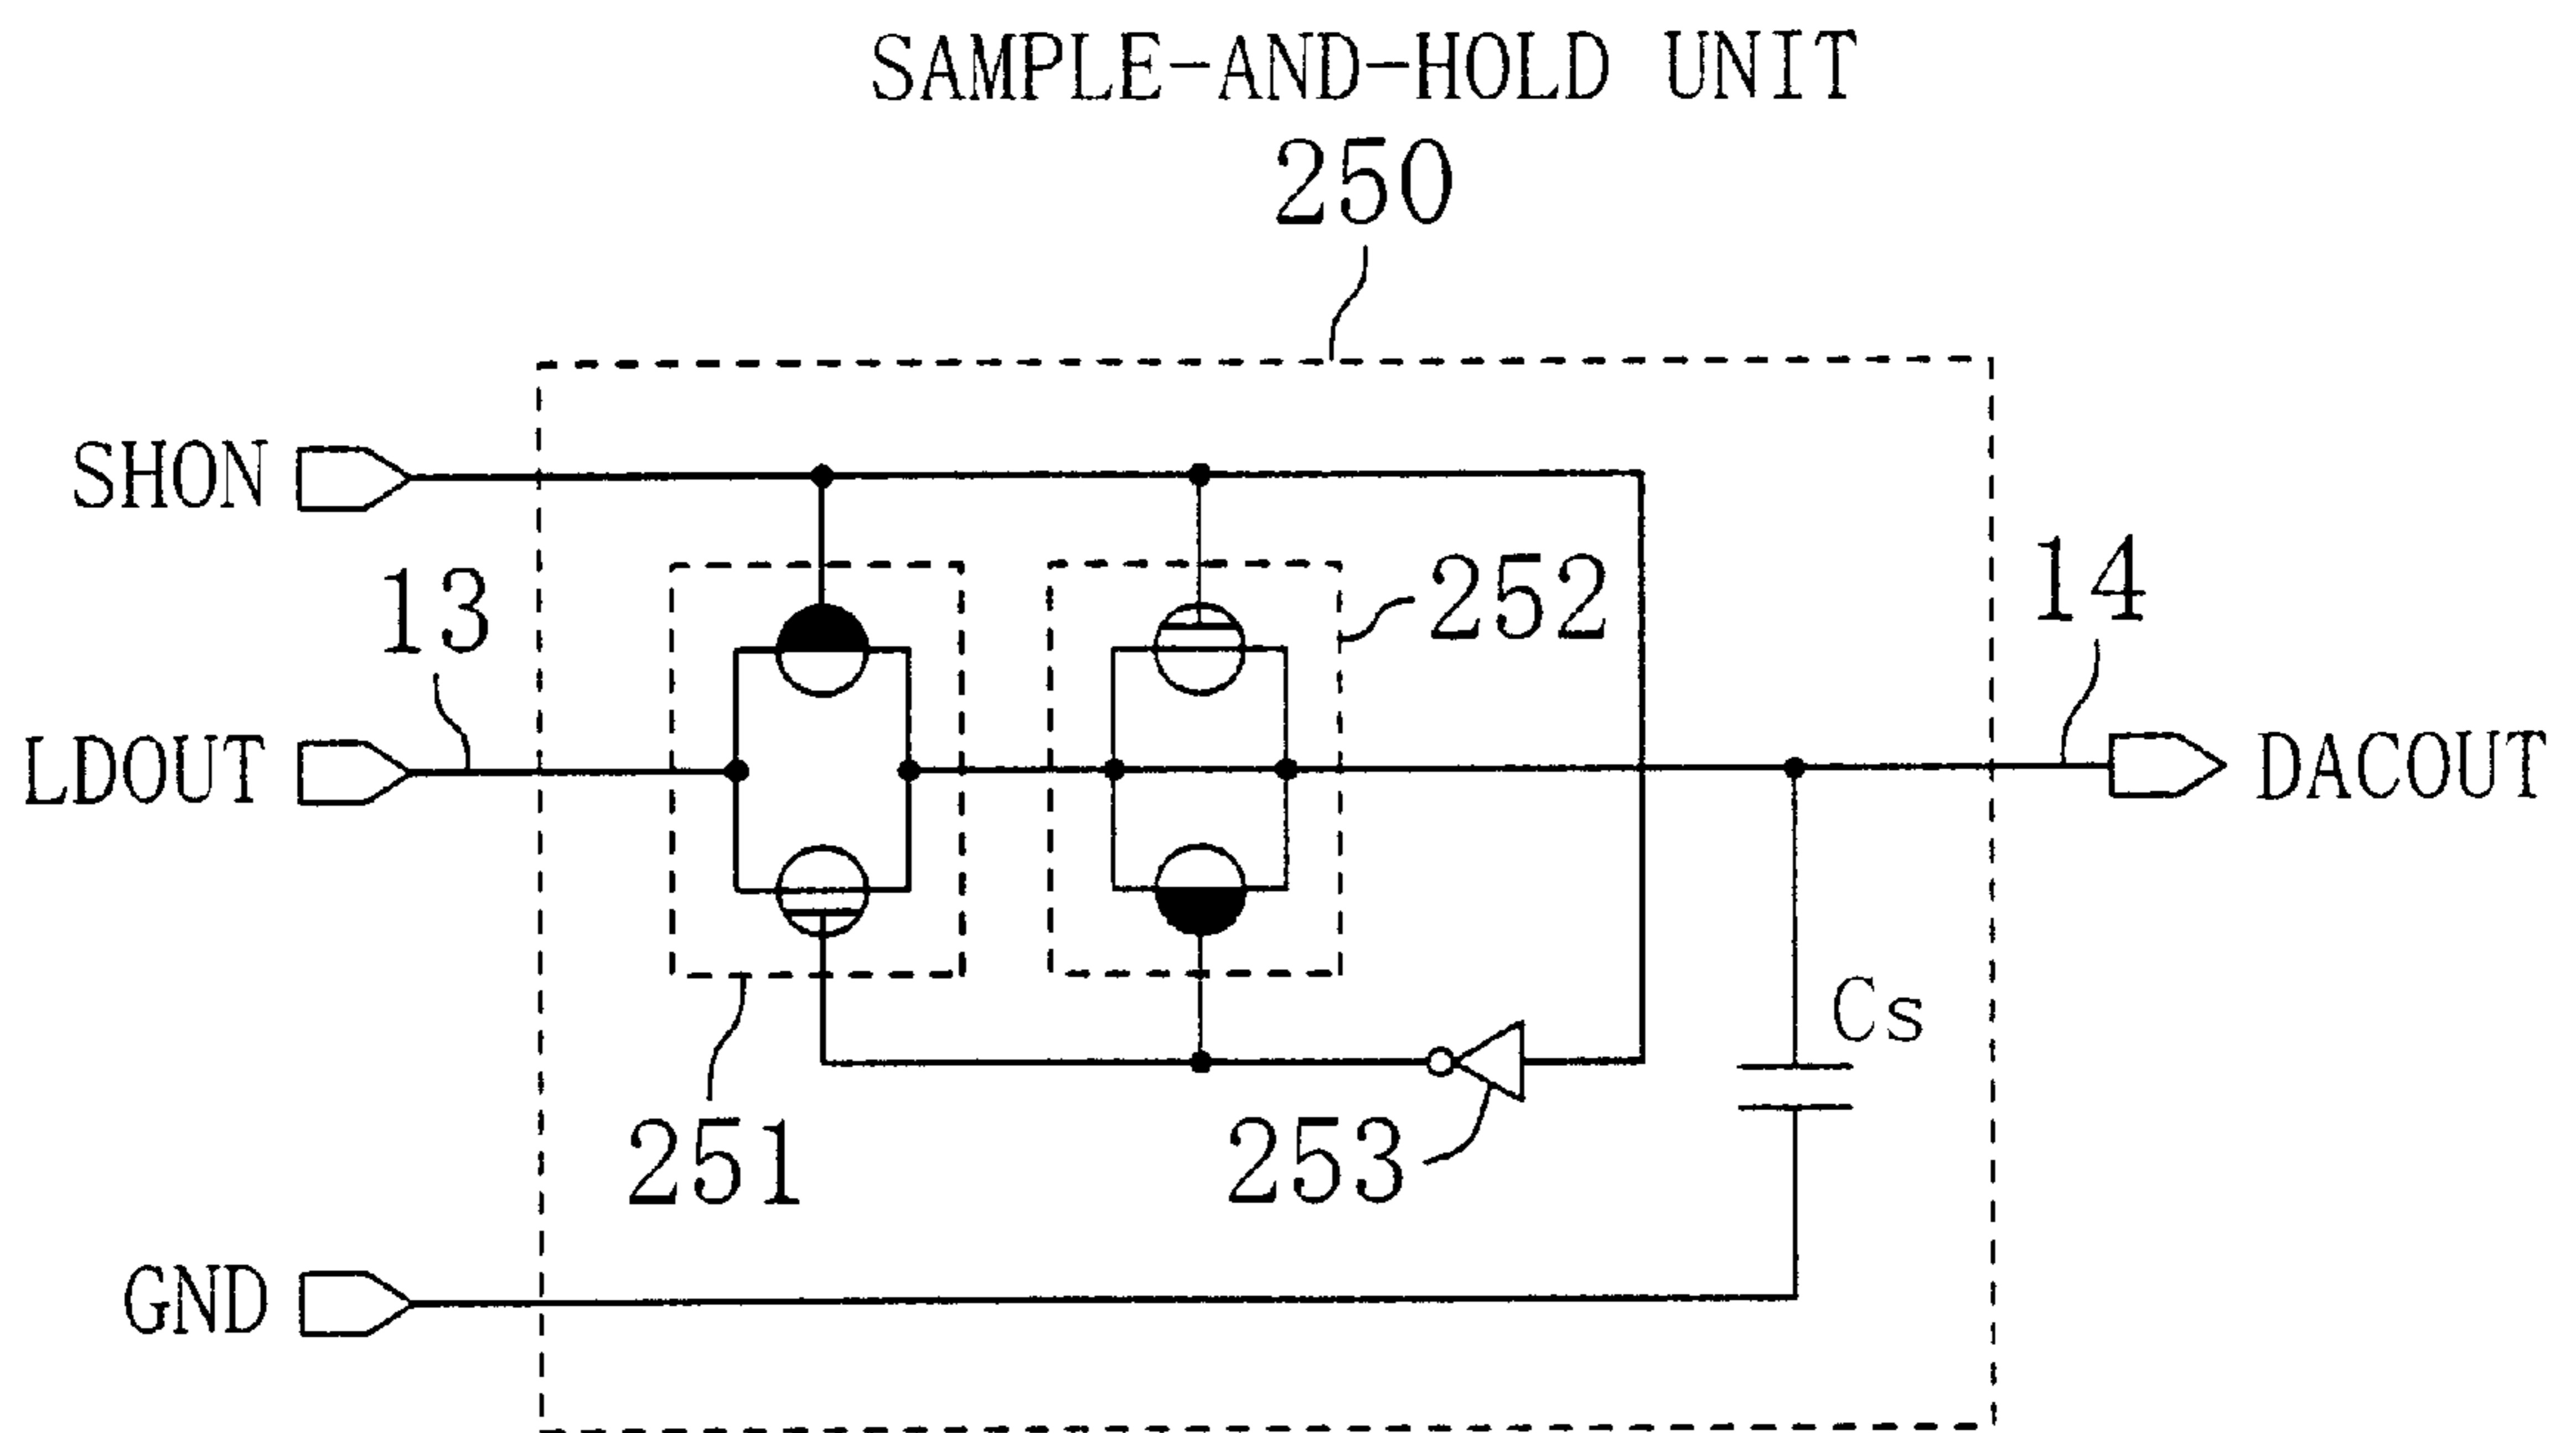 SAMPLE-AND-HOLD UNIT
250
SHON
13
252
14
LDOUT
DACOUT
Cs
251
253
GND